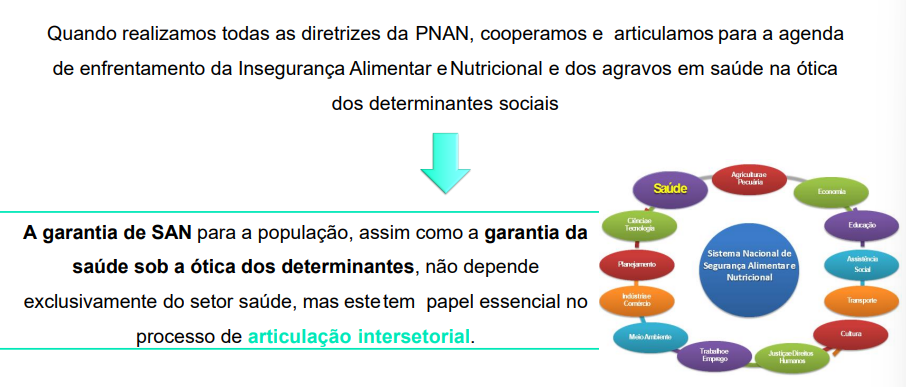 Quando realizamos todas as diretrizes da PNAN, cooperamos e articulamos para a agenda
de enfrentamento da Insegurança Alimentar e Nutricional e dos agravos em saúde na ótica
dos determinantes sociais
A garantia de SAN para a população, assim como a garantia da
saúde sob a ótica dos determinantes, não depende
exclusivamente do setor saúde, mas este tem papel essencial no
processo de articulação intersetorial.
Saúde
Agricultura e
Pecuária
Economia
Educação
Assistência
Social
Transporte
Cultura
Justiça e Direitos
Humanos
Trabalho e
Emprego
Meio Ambiente
Indústria e
Comércio
Planejamento
Ciência e
Tecnologia
Sistema Nacional de
Segurança Alimentar e
Nutricional